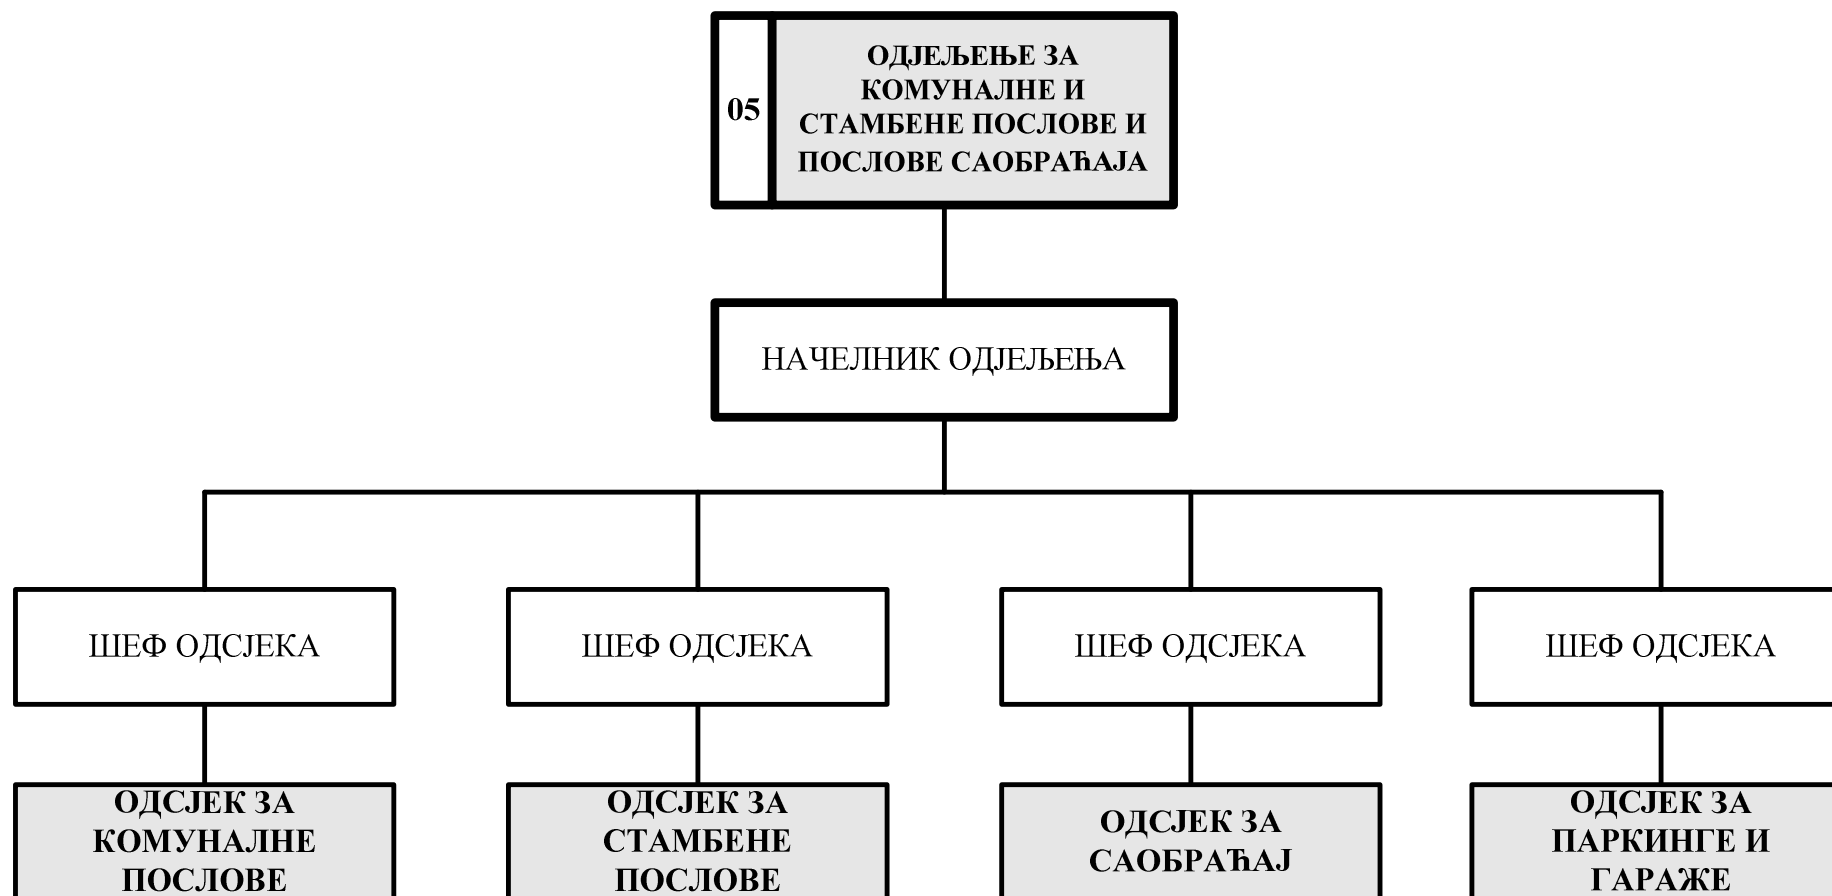 05
ОДЈЕЉЕЊЕ ЗА
КОМУНАЛНЕ И
СТАМБЕНЕ ПОСЛОВЕ И
ПОСЛОВЕ САОБРАЋАЈА
НАЧЕЛНИК ОДЈЕЉЕЊА
ШЕФ ОДСЈЕКА
ШЕФ ОДСЈЕКА
ШЕФ ОДСЈЕКА
ШЕФ ОДСЈЕКА
ОДСЈЕК ЗА
КОМУНАЛНЕ
ПОСЛОВЕ
ОДСЈЕК ЗА
СТАМБЕНЕ
ПОСЛОВЕ
ОДСЈЕК ЗА
САОБРАЋАЈ
ОДСЈЕК ЗА
ПАРКИНГЕ И
ГАРАЖЕ